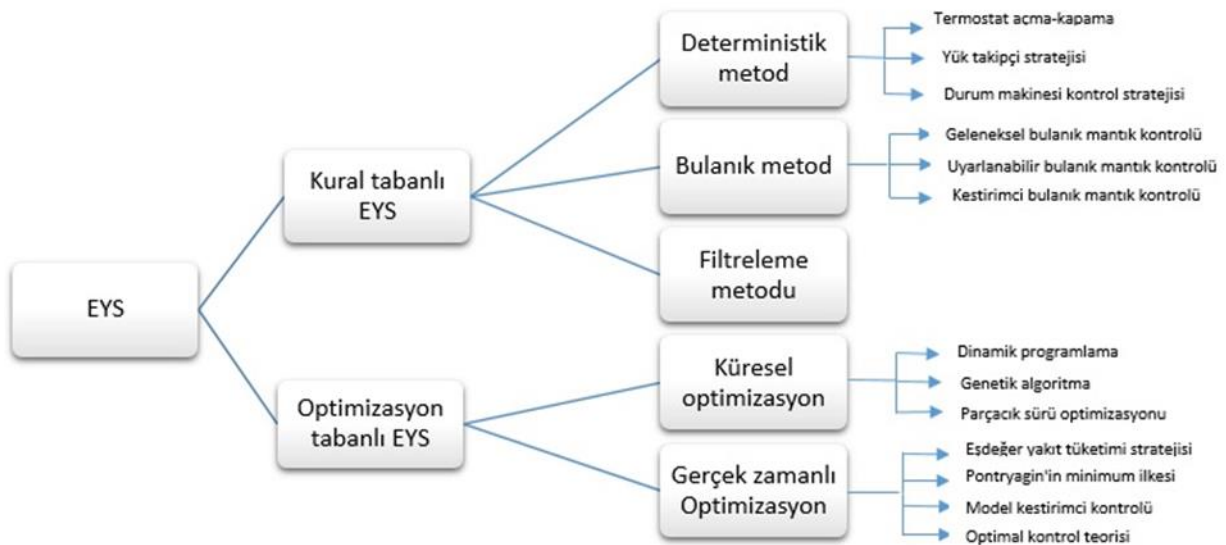 EYS
Kural tabanlı
EYS
Optimizasyon
tabanlı EYS
Deterministik
metod
Bulanık metod
Filtreleme
metodu
Küresel
optimizasyon
Gerçek zamanlı
Optimizasyon
Termostat açma-kapama
Yük takipçi stratejisi
Durum makinesi kontrol stratejisi
Geleneksel bulanık mantık kontrolü
Uyarlanabilir bulanık mantık kontrolü
Kestirimci bulanık mantık kontrolü
Dinamik programlama
Genetik algoritma
Parçacık sürü optimizasyonu
Eşdeğer yakıt tüketimi stratejisi
Pontryagin'in minimum ilkesi
Model kestirimci kontrolü
Optimal kontrol teorisi